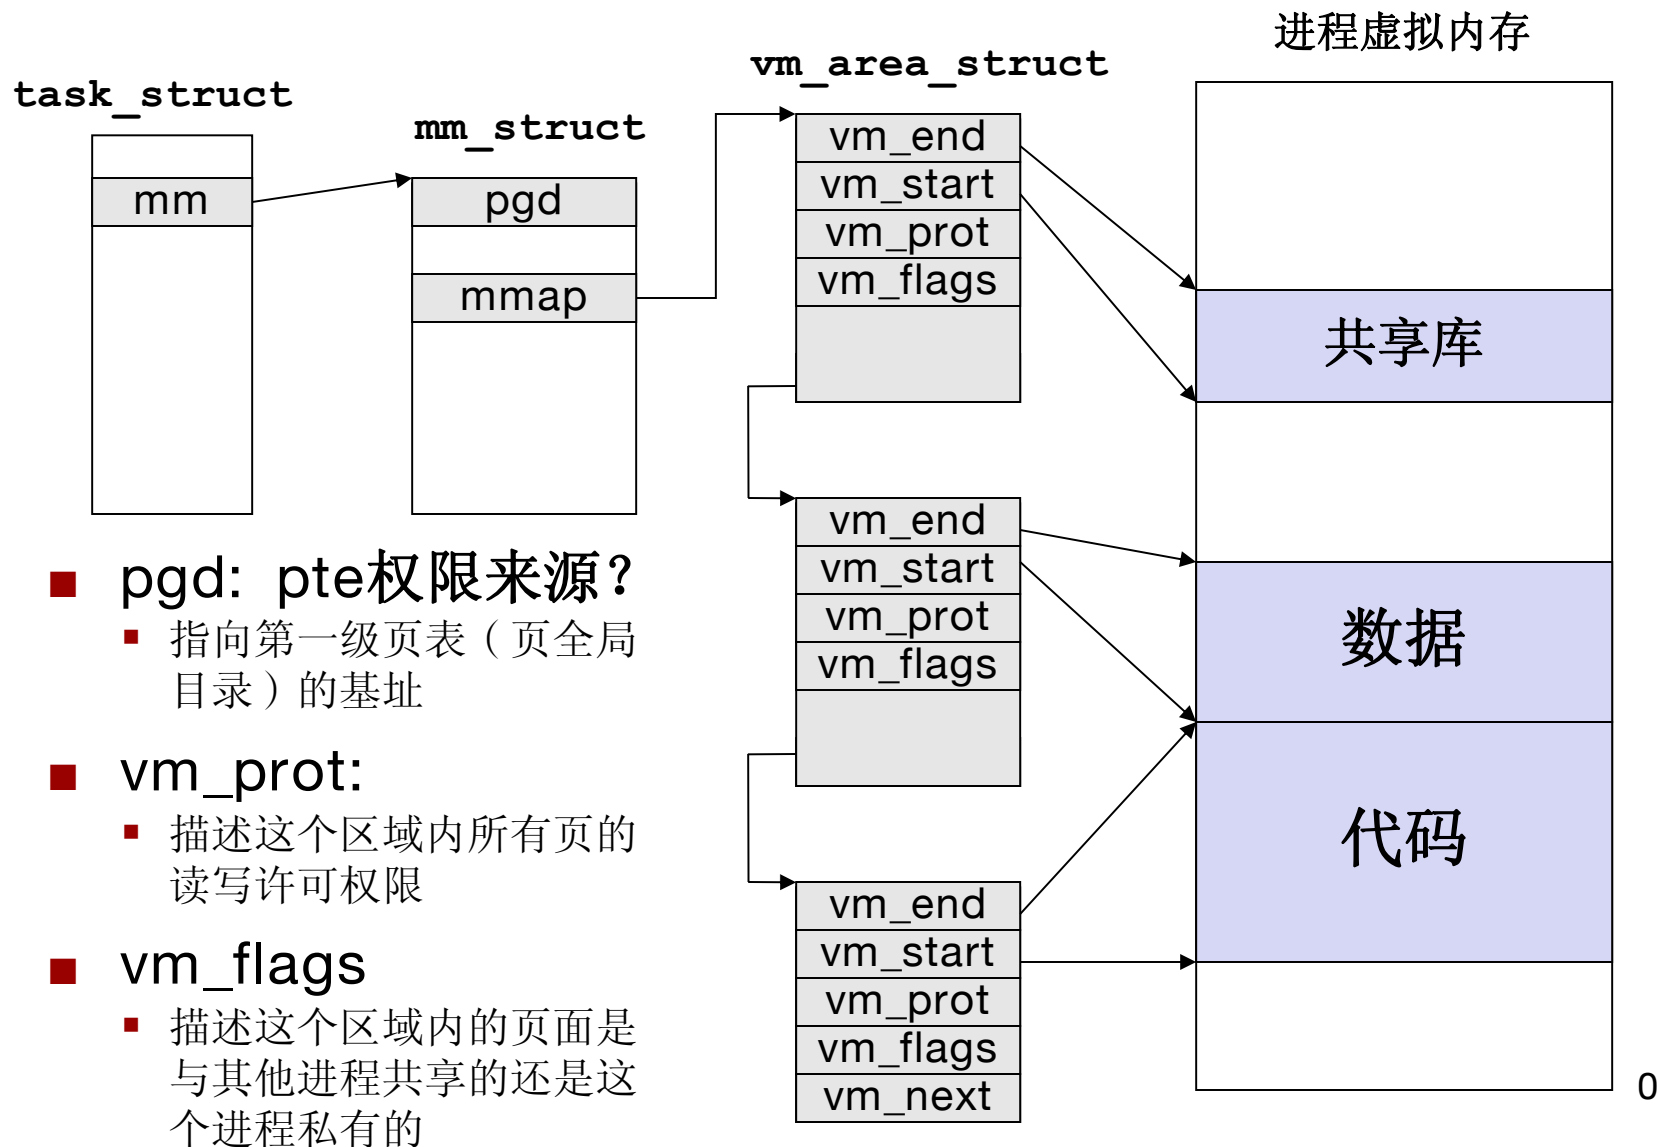 进程虚拟内存
vm_area_struct
task_struct
mm_struct
mm
pgd
mmap
vm_end
vm_start
vm_prot
vm_flags
共享库
vm_end
vm_start
vm_prot
vm_flags
数据
代码
vm_end
vm_start
vm_prot
vm_flags
vm_next
0
■ pgd: pte权限来源？
▪ 指向第一级页表（页全局
目录）的基址
■ vm_prot:
▪ 描述这个区域内所有页的
读写许可权限
■ vm_flags
▪ 描述这个区域内的页面是
与其他进程共享的还是这
个进程私有的